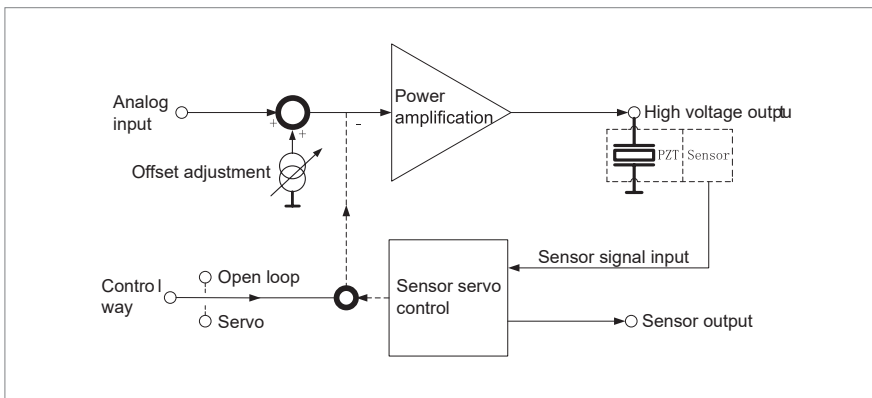 Analog
input
+
+
-
Power
amplification
High voltage outptu
PZT
Sensor
Offset adjustment
Control
way
Open loop
Servo
Sensor servo
control
Sensor signal input
Sensor output